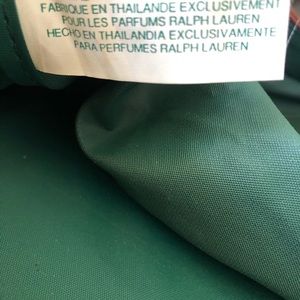 FABRIQUE EN THAILANDE EXCLUSIVEMENT
POUR LES PARFUMS RALPH LAUREN
HECHO EN THAILANDIA EXCLUSIVAMENTE
PARA PERFUMES RALPH LAUREN